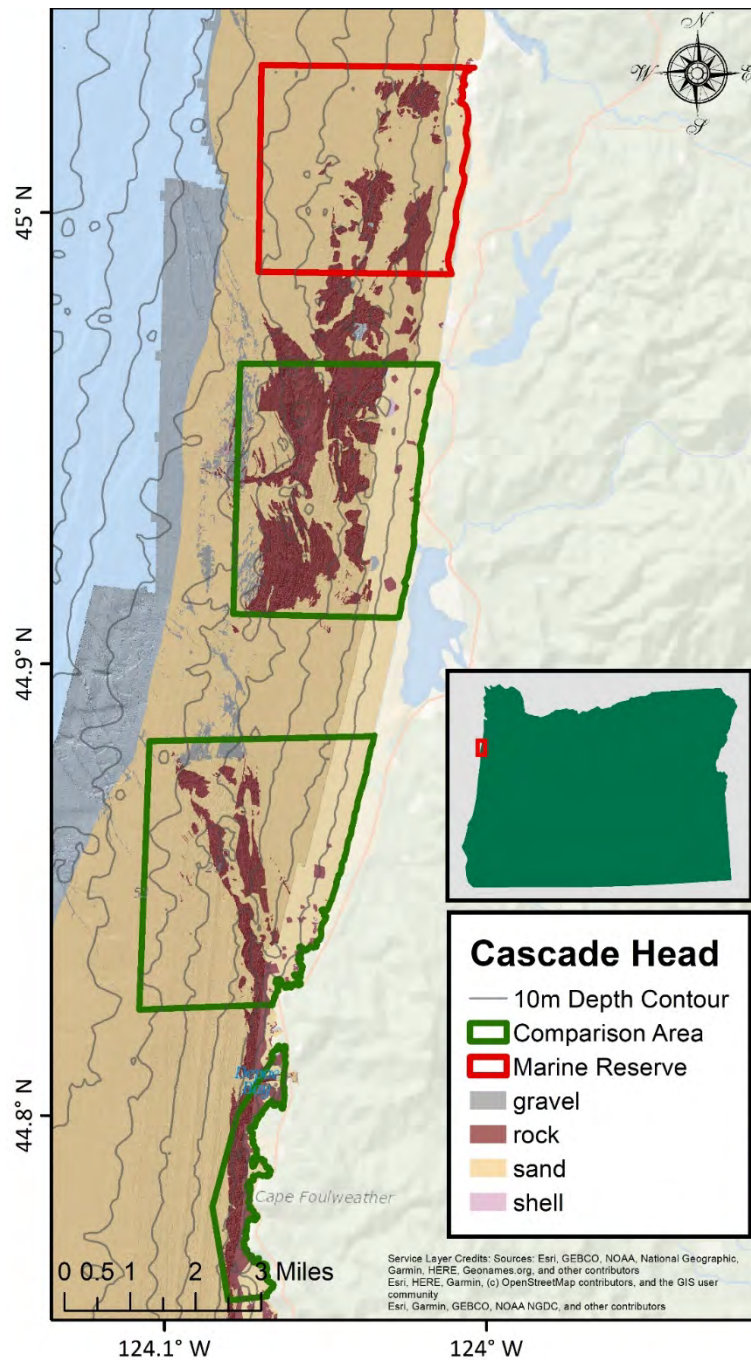 N
W E
S
45° N
44.9° N
44.8° N
Cape Foulweather
Cascade Head
10m Depth Contour
Comparison Area
Marine Reserve
gravel
rock
sand
shell
0 0.5 1 2 3 Miles
Service Layer Credits: Sources: Esri, GEBCO, NOAA, National Geographic,
Garmin, HERE, Geonames.org, and other contributors
Esri, HERE, Garmin, (c) OpenStreetMap contributors, and the GIS user
community
Esri, Garmin, GEBCO, NOAA NGDC, and other contributors
124.1° W 124° W